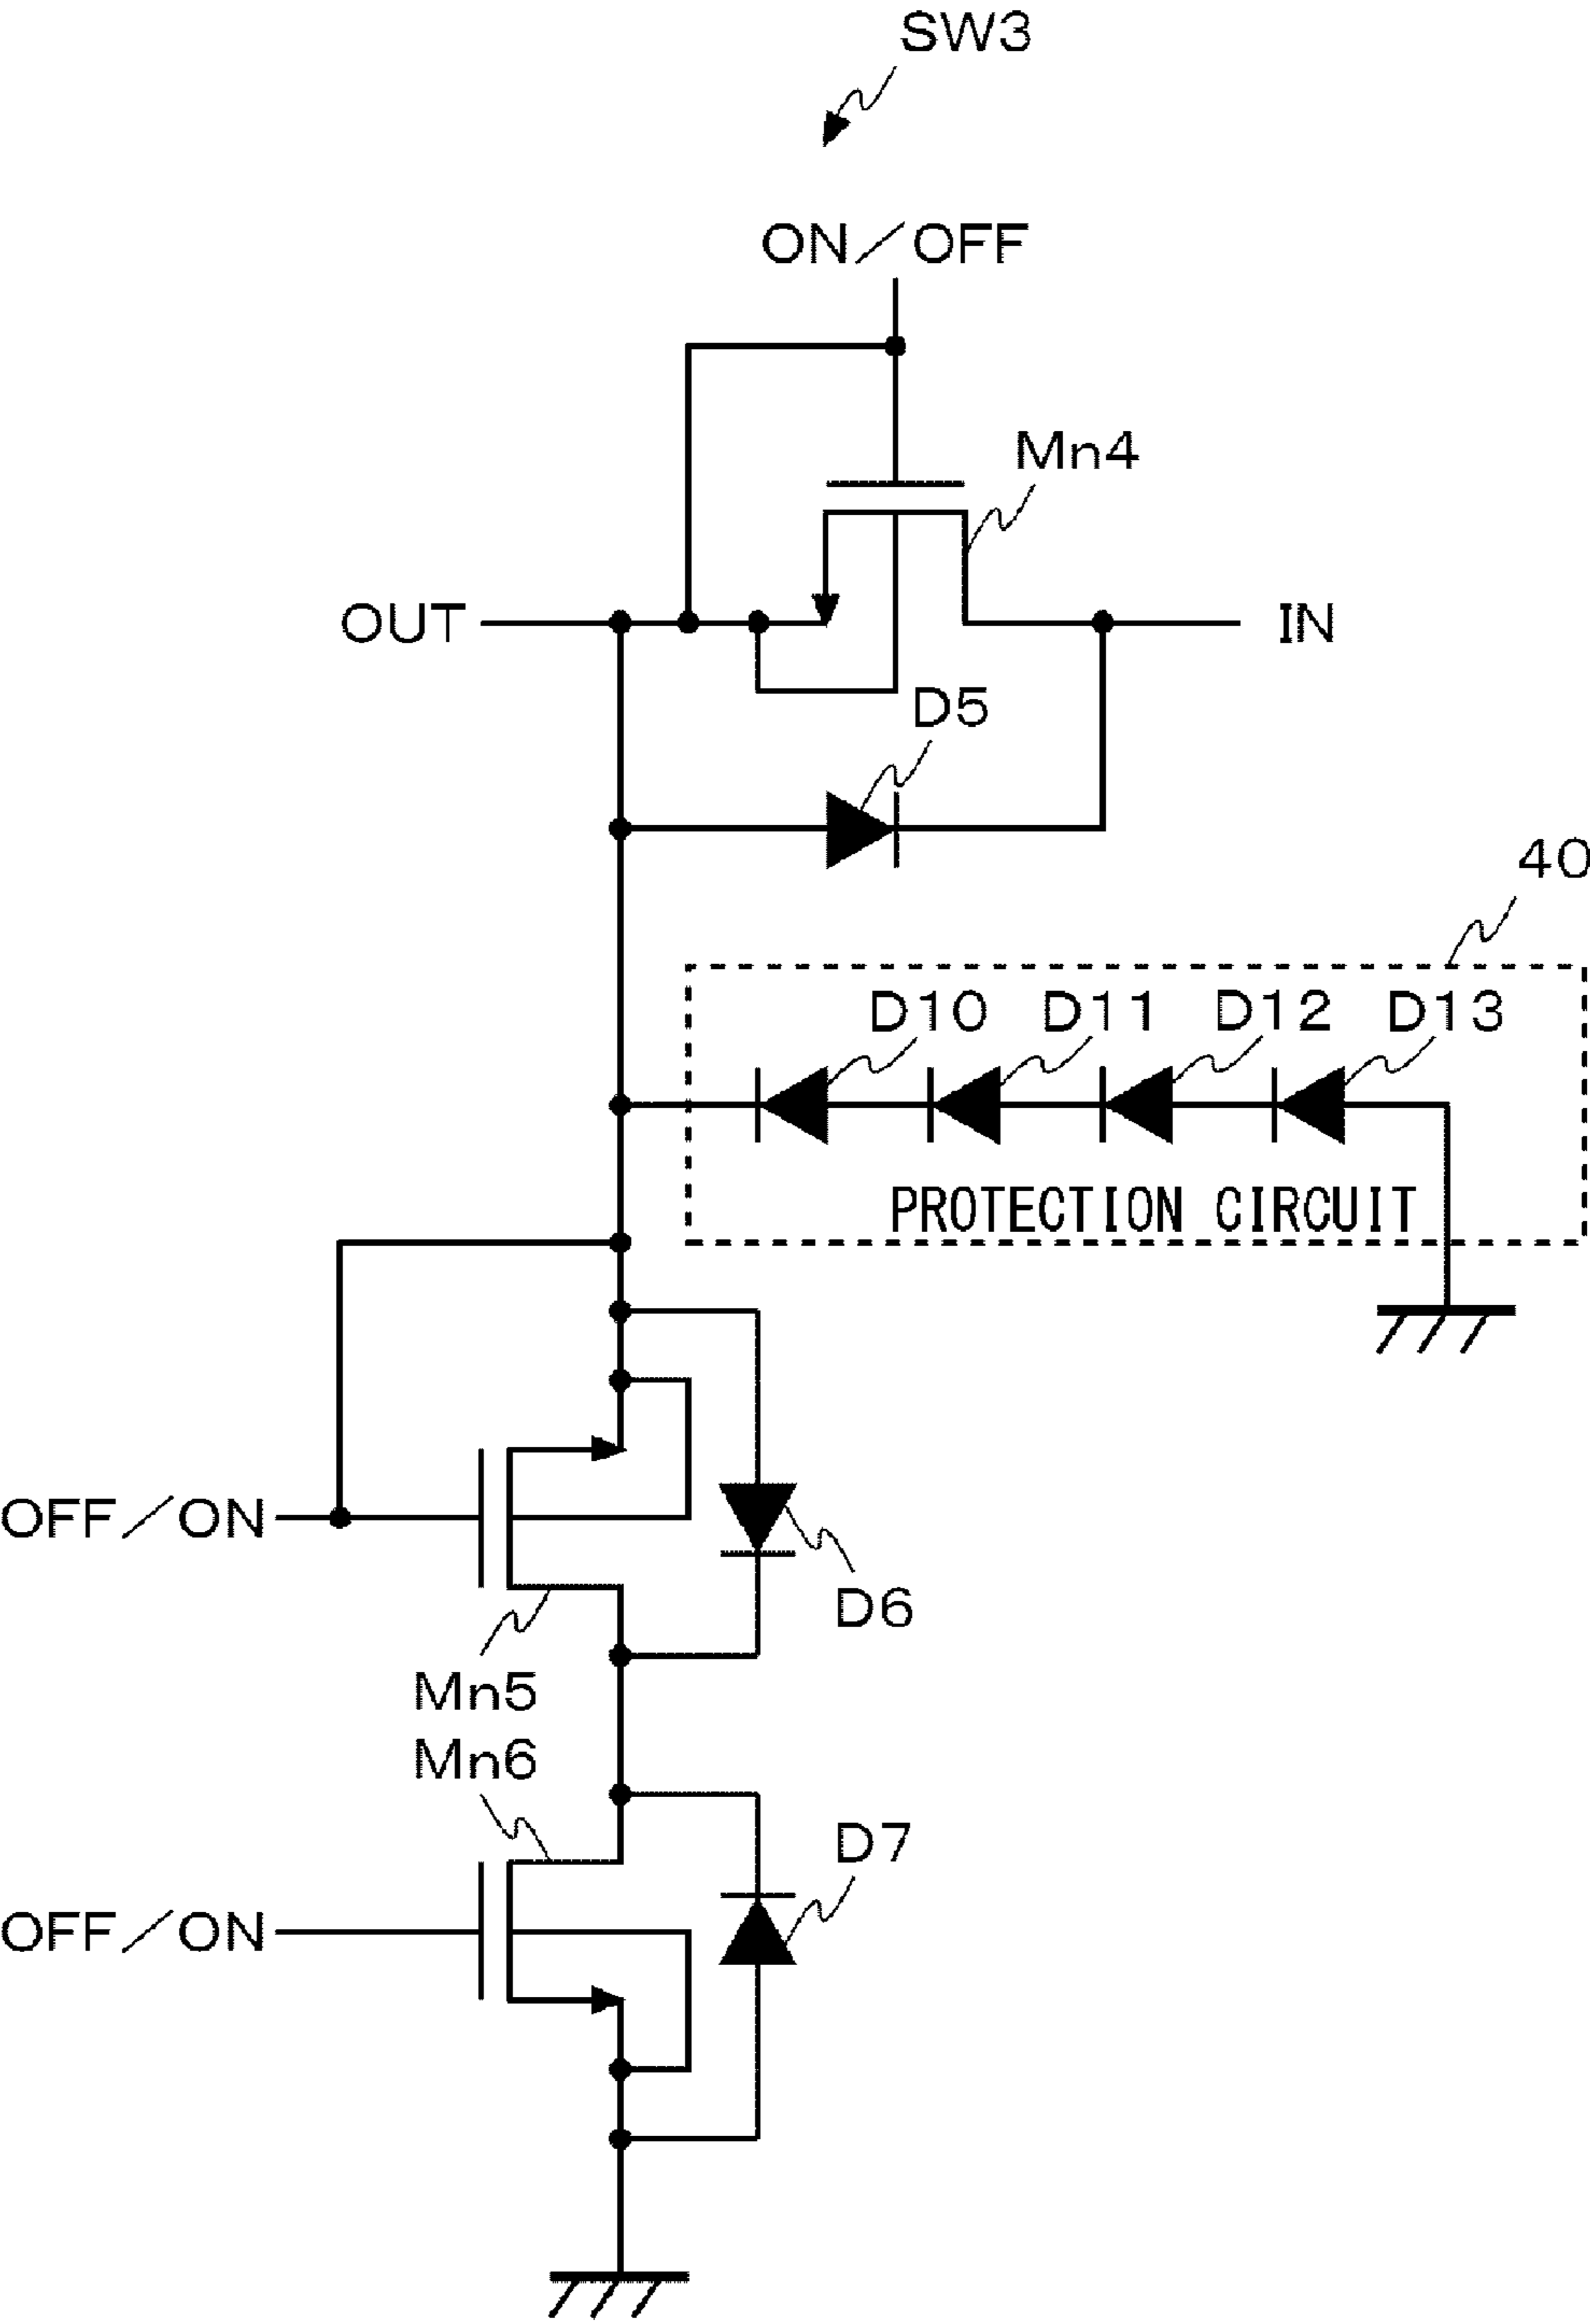 SW3
ON/OFF
Mn4
OUT
IN
D5
40
D10 D11 D12 D13
PROTECTION CIRCUIT
OFF/ON
D6
Mn5
Mn6
D7
OFF/ON